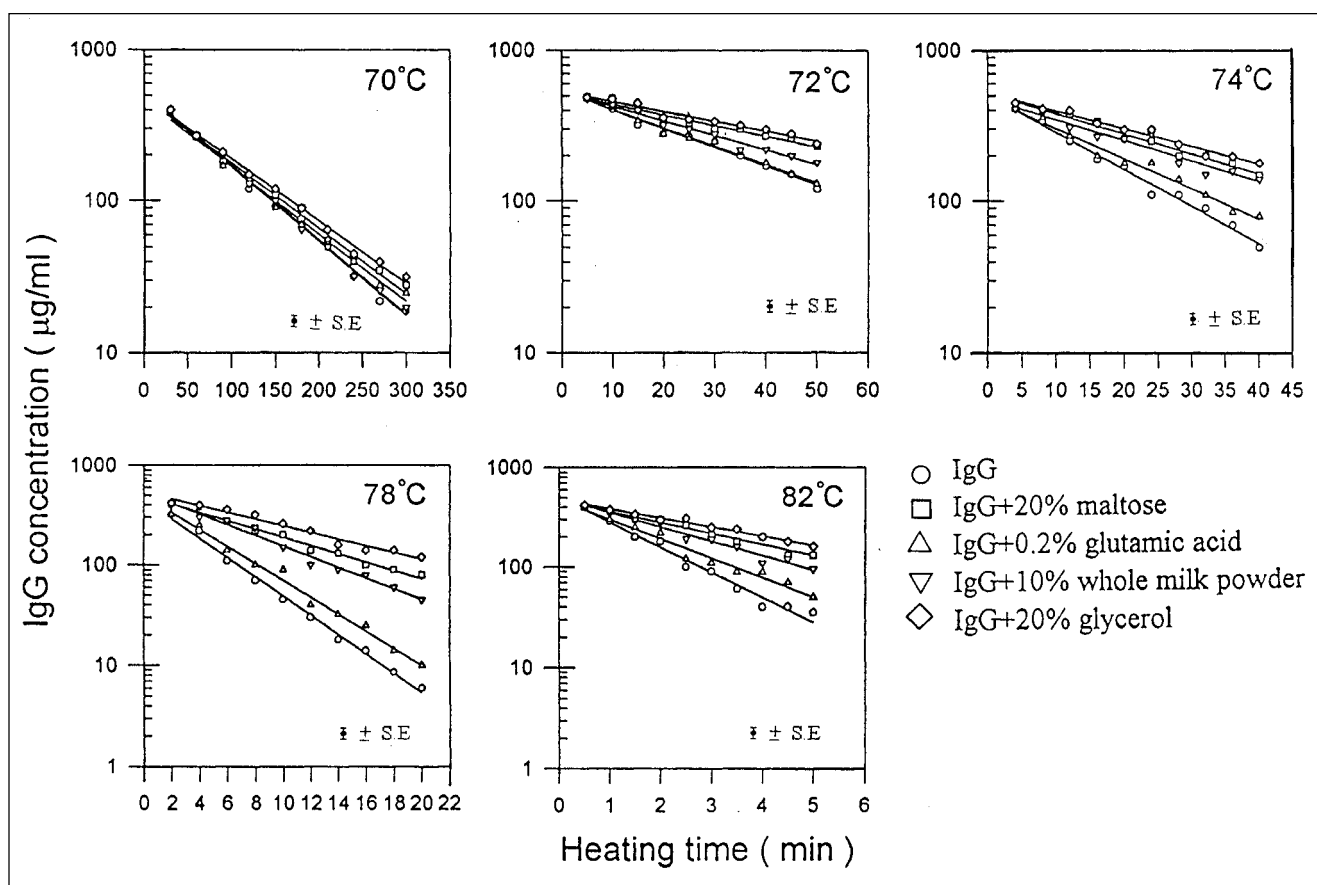 IgG concentration ( µg/ml )
1000
100
10
70°C
± S.E
0 50 100 150 200 250 300 350
1000
100
10
72°C
± S.E
0 10 20 30 40 50 60
1000
100
10
74°C
± S.E
0 5 10 15 20 25 30 35 40 45
1000
100
10
1
78°C
± S.E
0 2 4 6 8 10 12 14 16 18 20 22
1000
100
10
1
82°C
± S.E
0 1 2 3 4 5 6
IgG
IgG+20% maltose
IgG+0.2% glutamic acid
IgG+10% whole milk powder
IgG+20% glycerol
Heating time ( min )